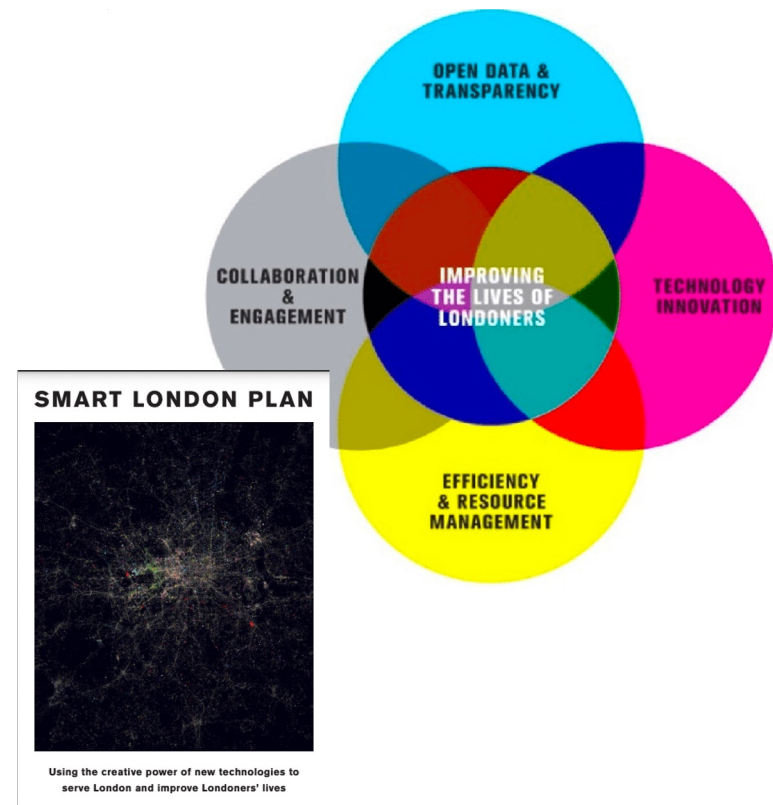 OPEN DATA &
TRANSPARENCY
COLLABORATION
&
ENGAGEMENT
IMPROVING
THE LIVES OF
LONDONERS
TECHNOLOGY
INNOVATION
EFFICIENCY
& RESOURCE
MANAGEMENT
SMART LONDON PLAN
Using the creative power of new technologies to
serve London and improve Londoners' lives